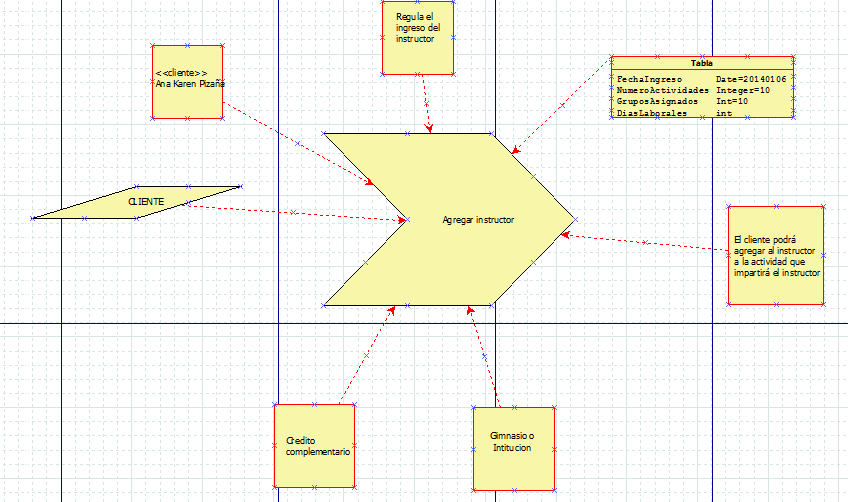 Regula el
ingreso del
instructor
<<cliente>>
Ana Karen Pizaña
Tabla
FechaIngreso Date=20140106
NumeroActividades Integer=10
GruposAsignados Int=10
DiasLaborales int
CLIENTE
Agregar instructor
El cliente podrá
agregar al instructor
a la actividad que
impartirá el instructor
Credito
complementario
Gimnasio o
Intitucion